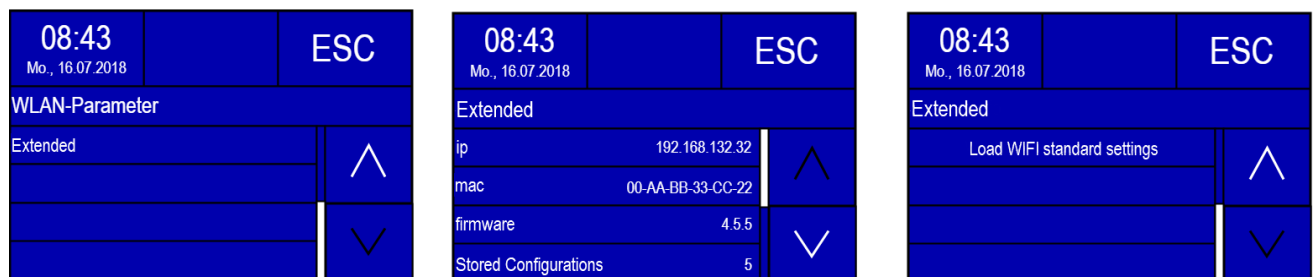 08:43
Mo., 16.07.2018
ESC
WLAN-Parameter
Extended
08:43
Mo., 16.07.2018
ESC
Extended
ip 192.168.132.32
mac 00-AA-BB-33-CC-22
firmware 4.5.5
Stored Configurations 5
08:43
Mo., 16.07.2018
ESC
Extended
Load WIFI standard settings